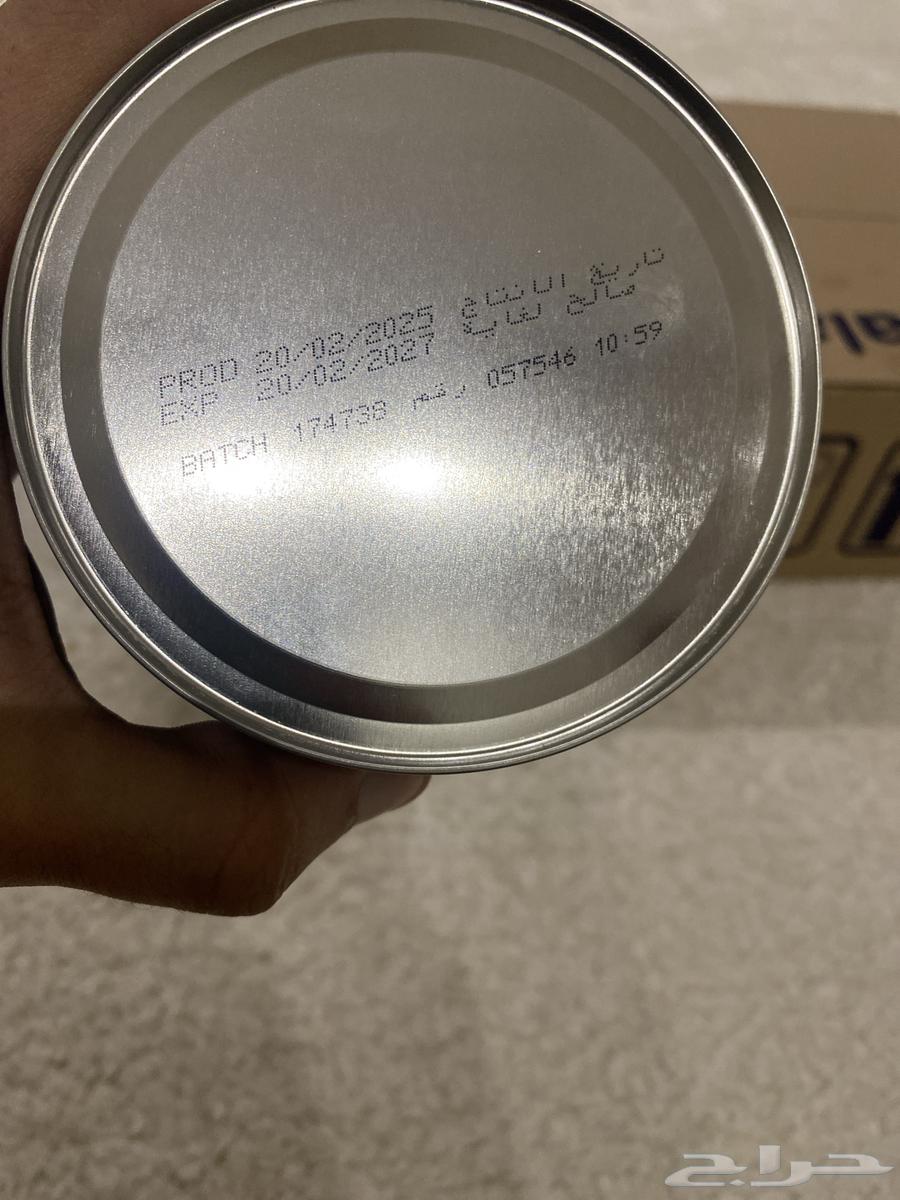 PROD 20/02/2025 تاريخ الانتاج
EXP 20/02/2027 صالح لغاية
BATCH 174738 رقم 057546 10:59
حراج